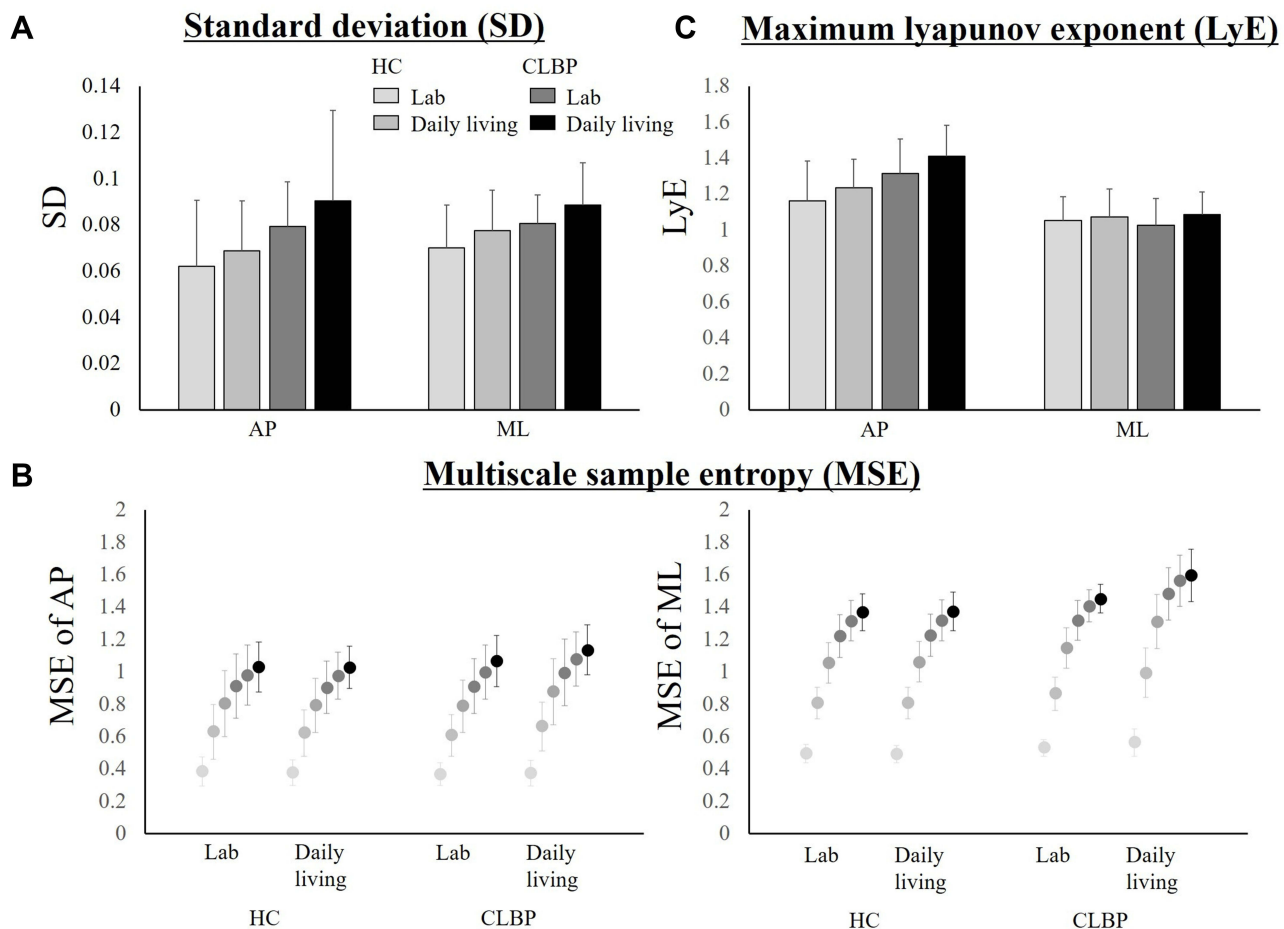 A
Standard deviation (SD)
HC
CLBP
Lab
Lab
Daily living
Daily living
SD
0.14
0.12
0.1
0.08
0.06
0.04
0.02
0
AP
ML
C
Maximum lyapunov exponent (LyE)
LyE
1.8
1.6
1.4
1.2
1
0.8
0.6
0.4
0.2
0
AP
ML
B
Multiscale sample entropy (MSE)
MSE of AP
2
1.8
1.6
1.4
1.2
1
0.8
0.6
0.4
0.2
0
Lab
Daily
living
Lab
Daily
living
HC
CLBP
MSE of ML
2
1.8
1.6
1.4
1.2
1
0.8
0.6
0.4
0.2
0
Lab
Daily
living
Lab
Daily
living
HC
CLBP